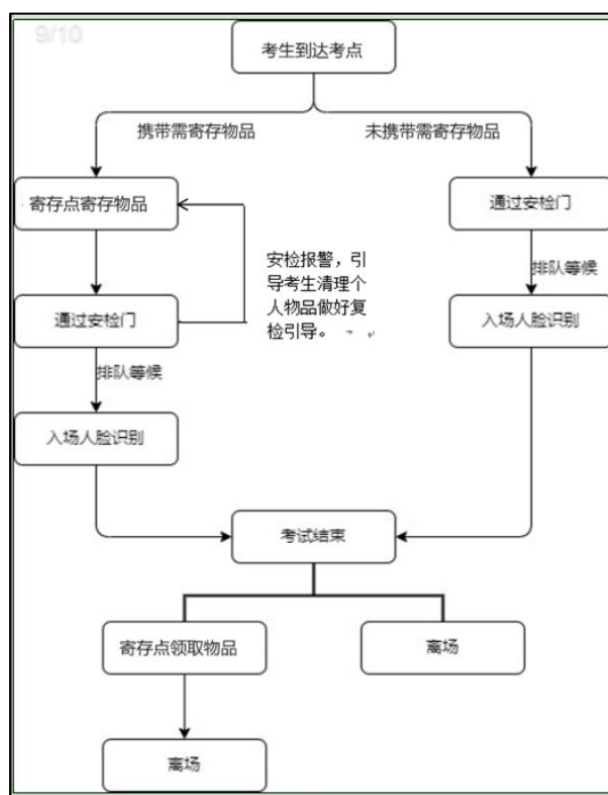 9/10
考生到达考点
携带需寄存物品
未携带需寄存物品
寄存点寄存物品
通过安检门
安检报警，引
导考生清理个
人物品做好复
检引导。
排队等候
通过安检门
入场人脸识别
排队等候
入场人脸识别
考试结束
寄存点领取物品
离场
离场